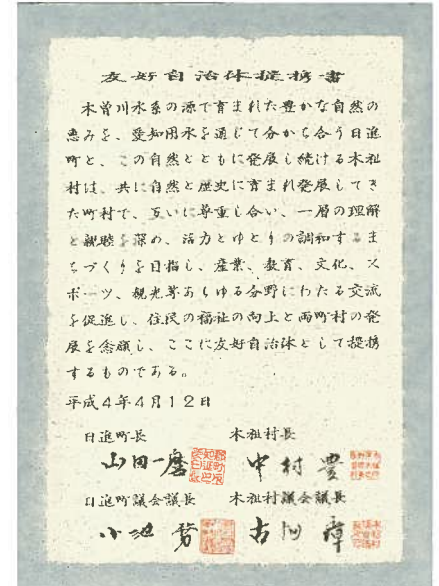 友好自治体提携書
木曽川水系の源で育まれた豊かな自然の
恵みを、愛知用水を通じて分かち合う日進
町と、この自然とともに発展し続ける木祖
村は、共に自然と歴史に育まれ発展してき
た町村で、互いに尊重し合い、一層の理解
と親睦を深め、活力とゆとりの調和するま
ちづくりを目指し、産業、教育、文化、ス
ポーツ、観光等あらゆる分野にわたる交流
を促進し、住民の福祉の向上と両町村の発
展を念願し、ここに友好自治体として提携
するものである。
平成4年4月12日
日進町長 木祖村長
山田一麿 中村豊
日進町議会議長 木祖村議会議長
小池 古